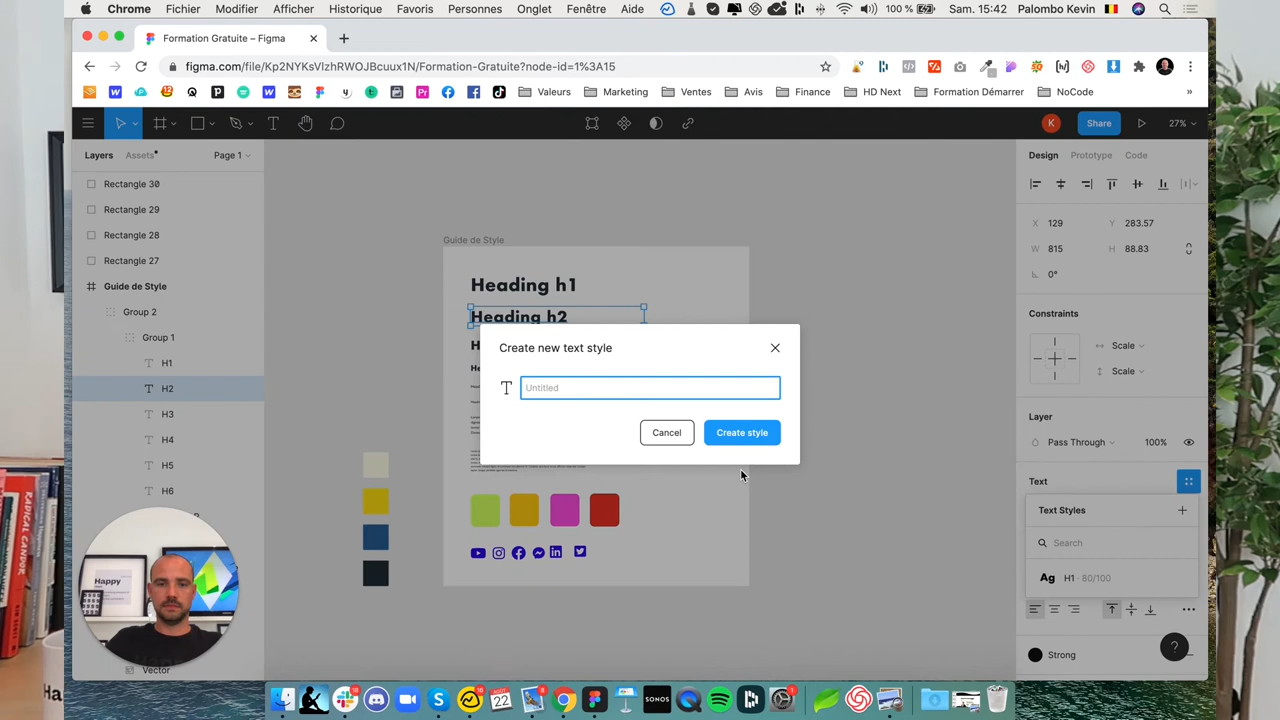 Chrome Fichier Modifier Afficher Historique Favoris Personnes Onglet Fenêtre Aide 100 % Sam. 15:42 Palombo Kevin
Formation Gratuite – Figma
figma.com/file/Kp2NYKsVlzhRWOJBcuux1N/Formation-Gratuite?node-id=1%3A15
Valeurs Marketing Ventes Avis Finance HD Next Formation Démarrer NoCode »
K Share 27%
Layers Assets Page 1 Design Prototype Code
Rectangle 30
Rectangle 29
Rectangle 28
Rectangle 27
Guide de Style
Group 2
Group 1
H1
H2
H3
H4
H5
H6
Vector
Guide de Style
Heading h1
Heading h2
Create new text style
Untitled
Cancel Create style
X 129 Y 283.57
W 815 H 88.83
0°
Constraints
Scale
Scale
Layer
Pass Through 100%
Text
Text Styles
Search
Ag H1 · 80/100
Strong
?
Happy
SONOS
RADICAL CANDOR